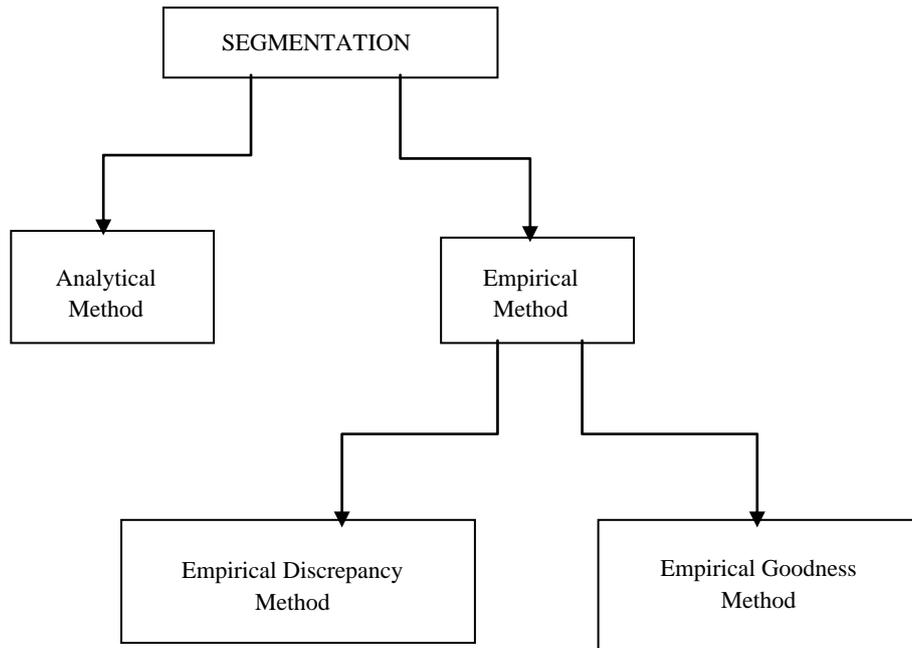 SEGMENTATION
Analytical
Method
Empirical
Method
Empirical Discrepancy
Method
Empirical Goodness
Method